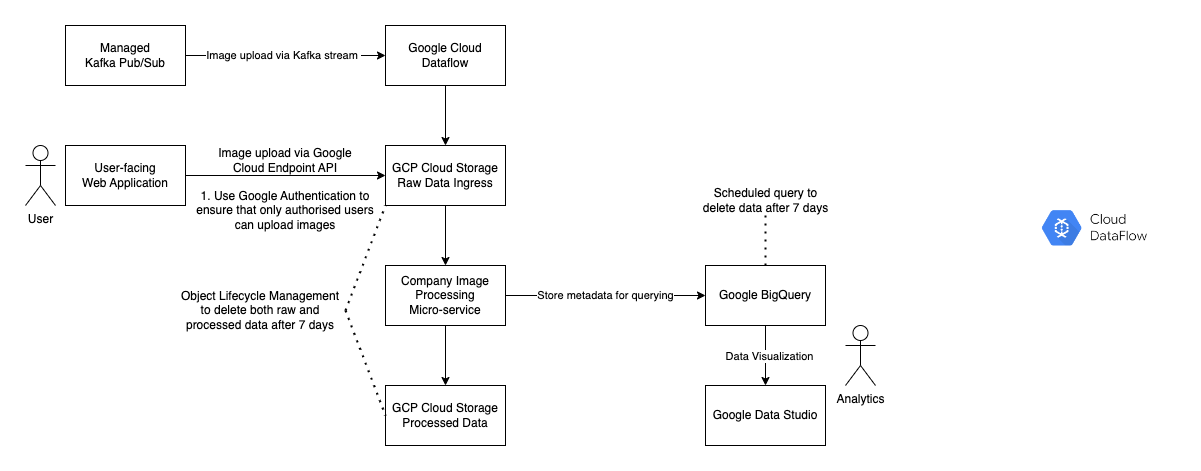 Managed
Kafka Pub/Sub
Image upload via Kafka stream
Google Cloud
Dataflow
User
User-facing
Web Application
Image upload via Google
Cloud Endpoint API
1. Use Google Authentication to
ensure that only authorised users
can upload images
GCP Cloud Storage
Raw Data Ingress
Scheduled query to
delete data after 7 days
Cloud
DataFlow
Object Lifecycle Management
to delete both raw and
processed data after 7 days
Company Image
Processing
Micro-service
Store metadata for querying
Google BigQuery
Data Visualization
Analytics
GCP Cloud Storage
Processed Data
Google Data Studio